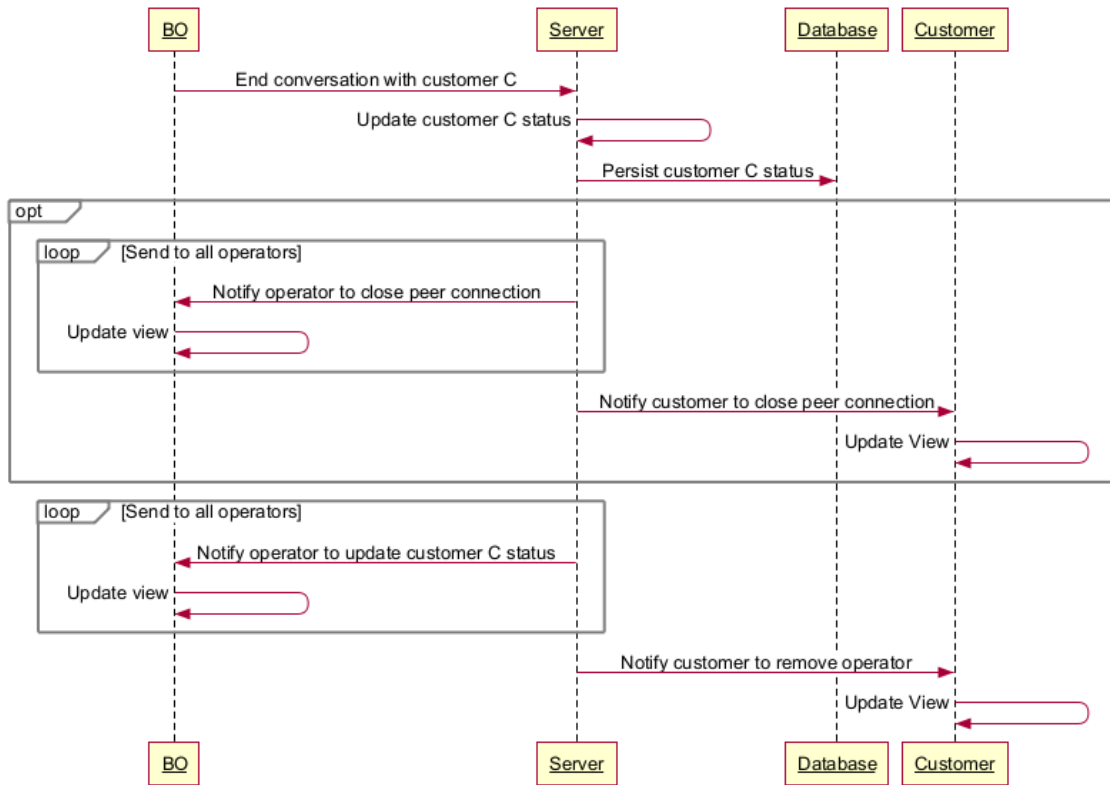 BO Server Database Customer
End conversation with customer C
Update customer C status
Persist customer C status
opt
loop [Send to all operators]
Notify operator to close peer connection
Update view
Notify customer to close peer connection
Update View
loop [Send to all operators]
Notify operator to update customer C status
Update view
Notify customer to remove operator
Update View
BO Server Database Customer